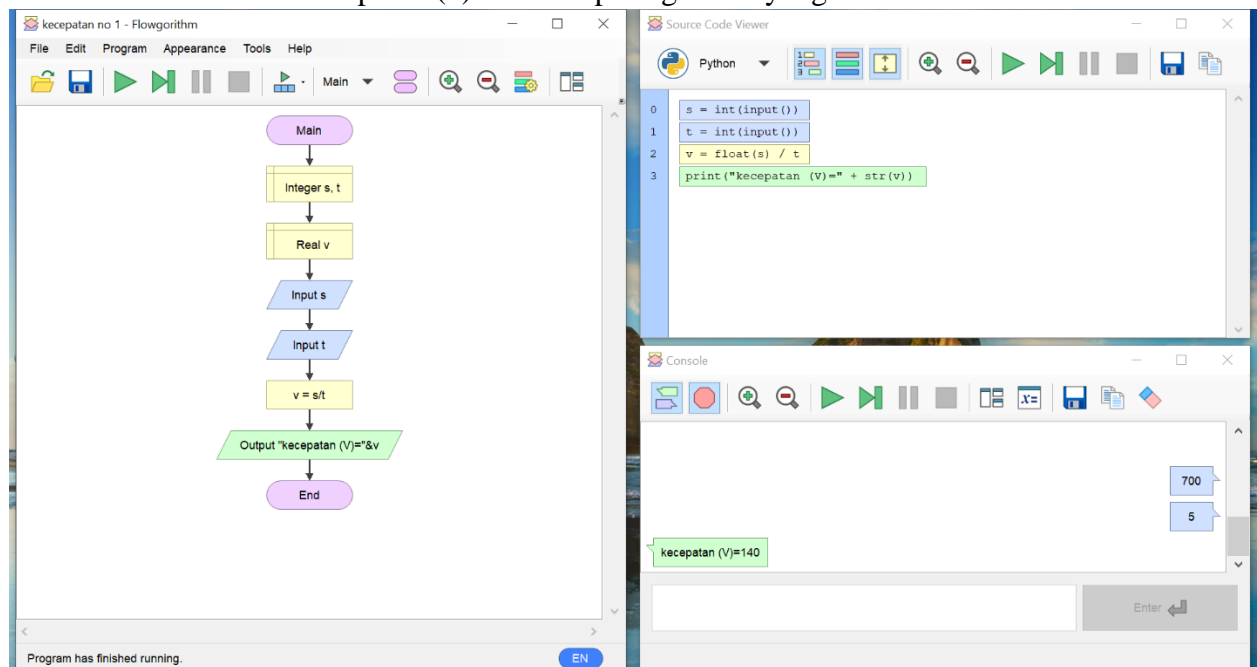 kecepatan no 1 - Flowgorithm
File Edit Program Appearance Tools Help
Main
Main
Integer s, t
Real v
Input s
Input t
v = s/t
Output "kecepatan (V)="&v
End
Program has finished running.
EN
Source Code Viewer
Python
0 s = int(input())
1 t = int(input())
2 v = float(s) / t
3 print("kecepatan (V)=" + str(v))
Console
700
5
kecepatan (V)=140
Enter